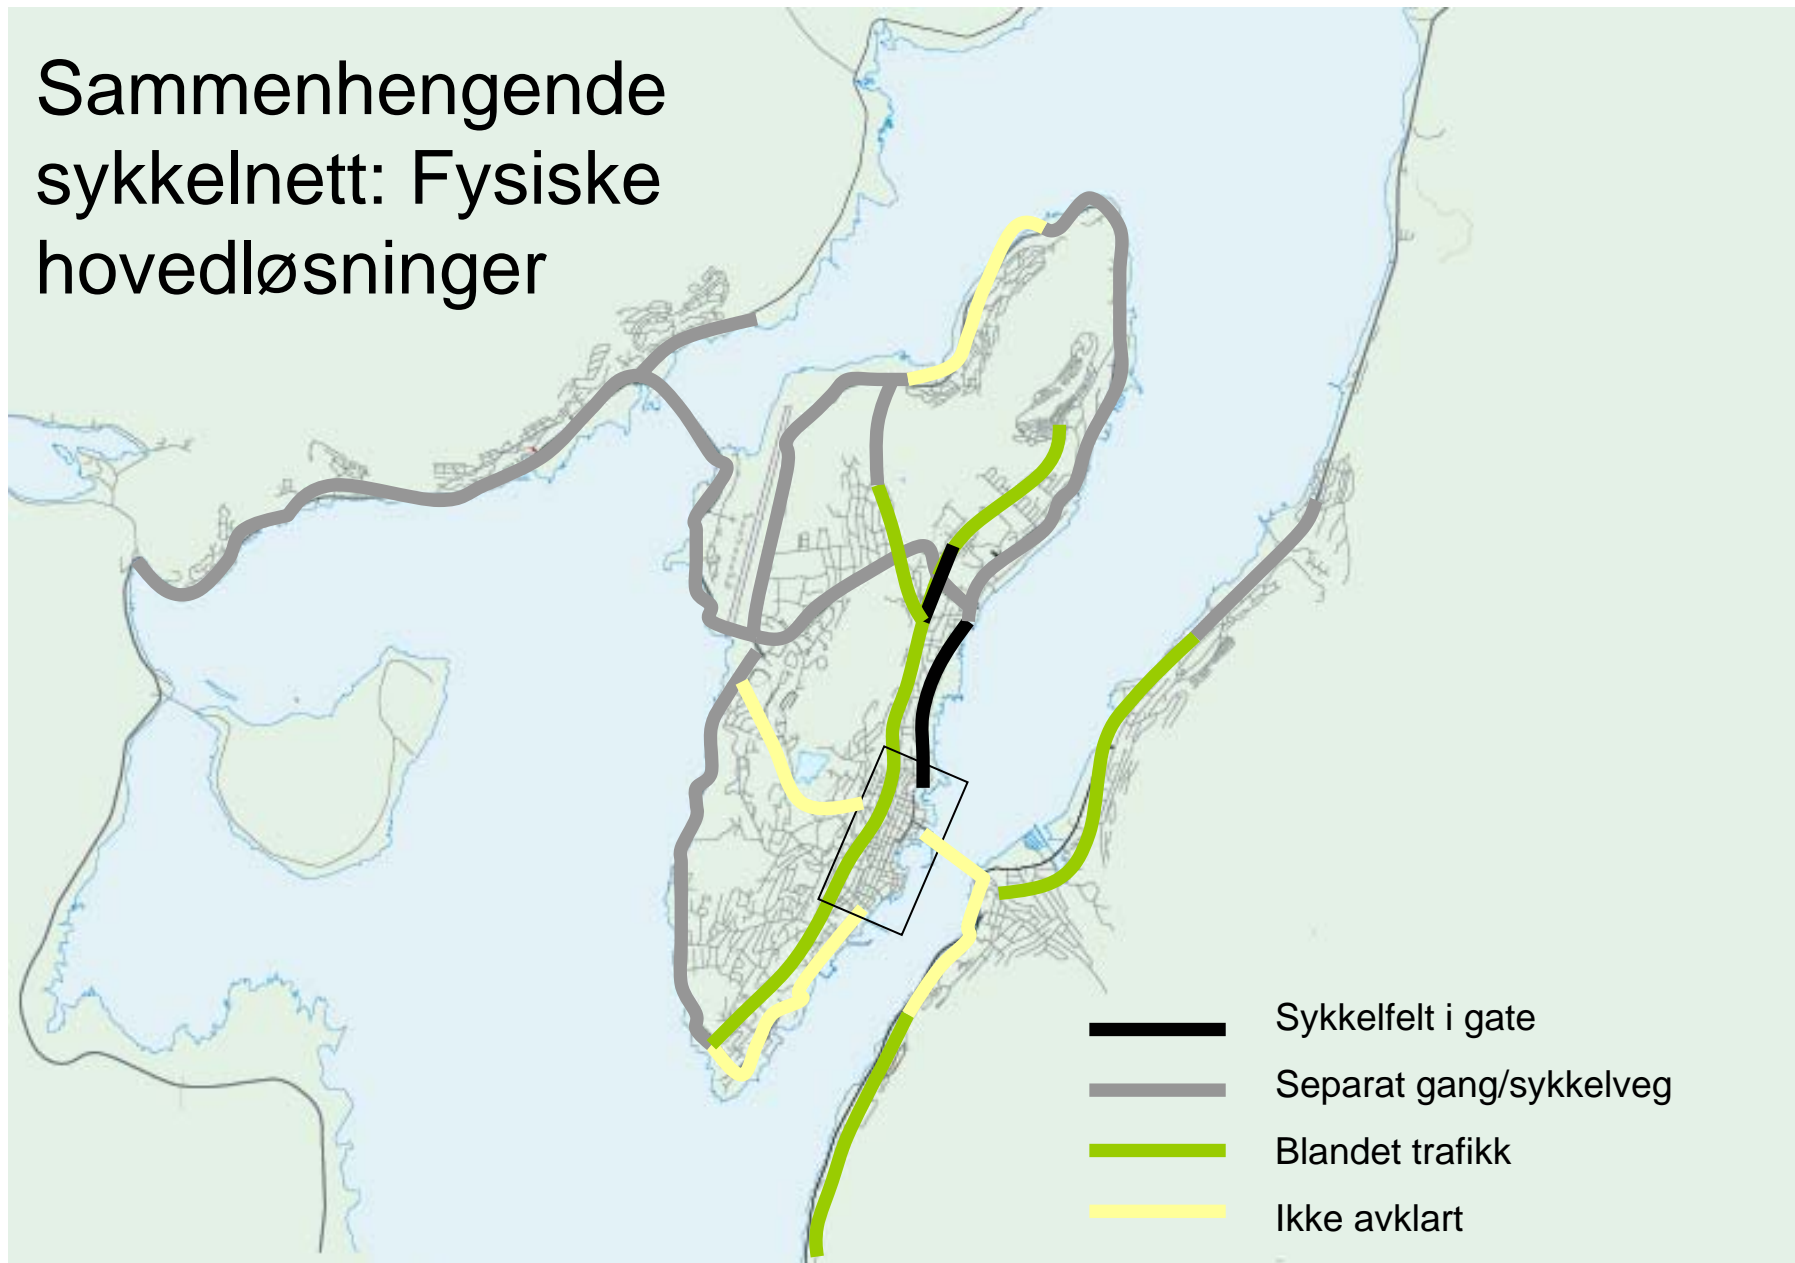 Sammenhengende
sykkelnett: Fysiske
hovedløsninger
Sykkelfelt i gate
Separat gang/sykkelveg
Blandet trafikk
Ikke avklart